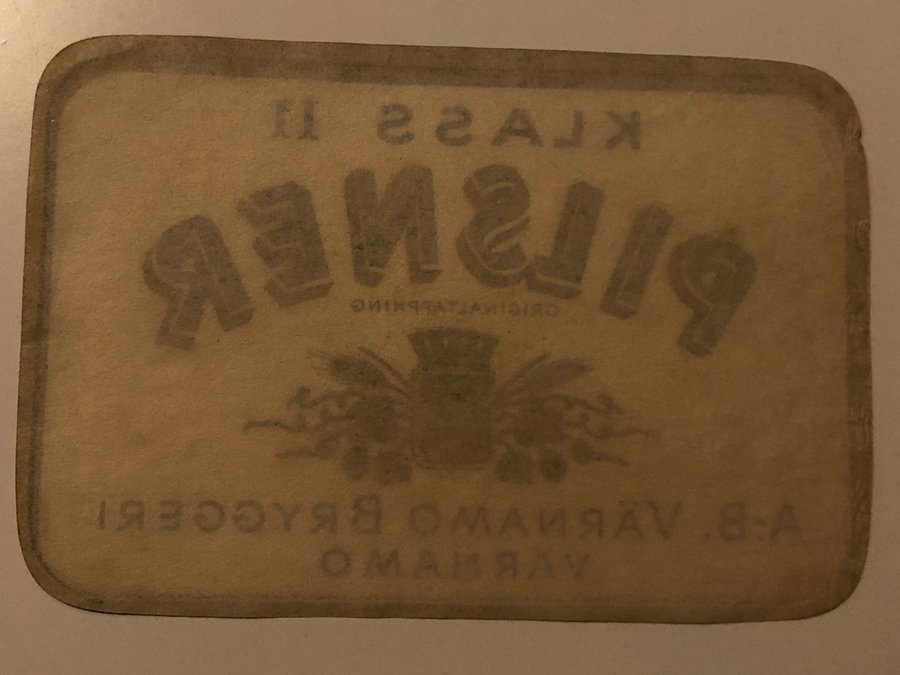 KLASS II
PILSNER
ORIGINALTAPPNING
A-B. VÄRNAMO BRYGGERI
VÄRNAMO